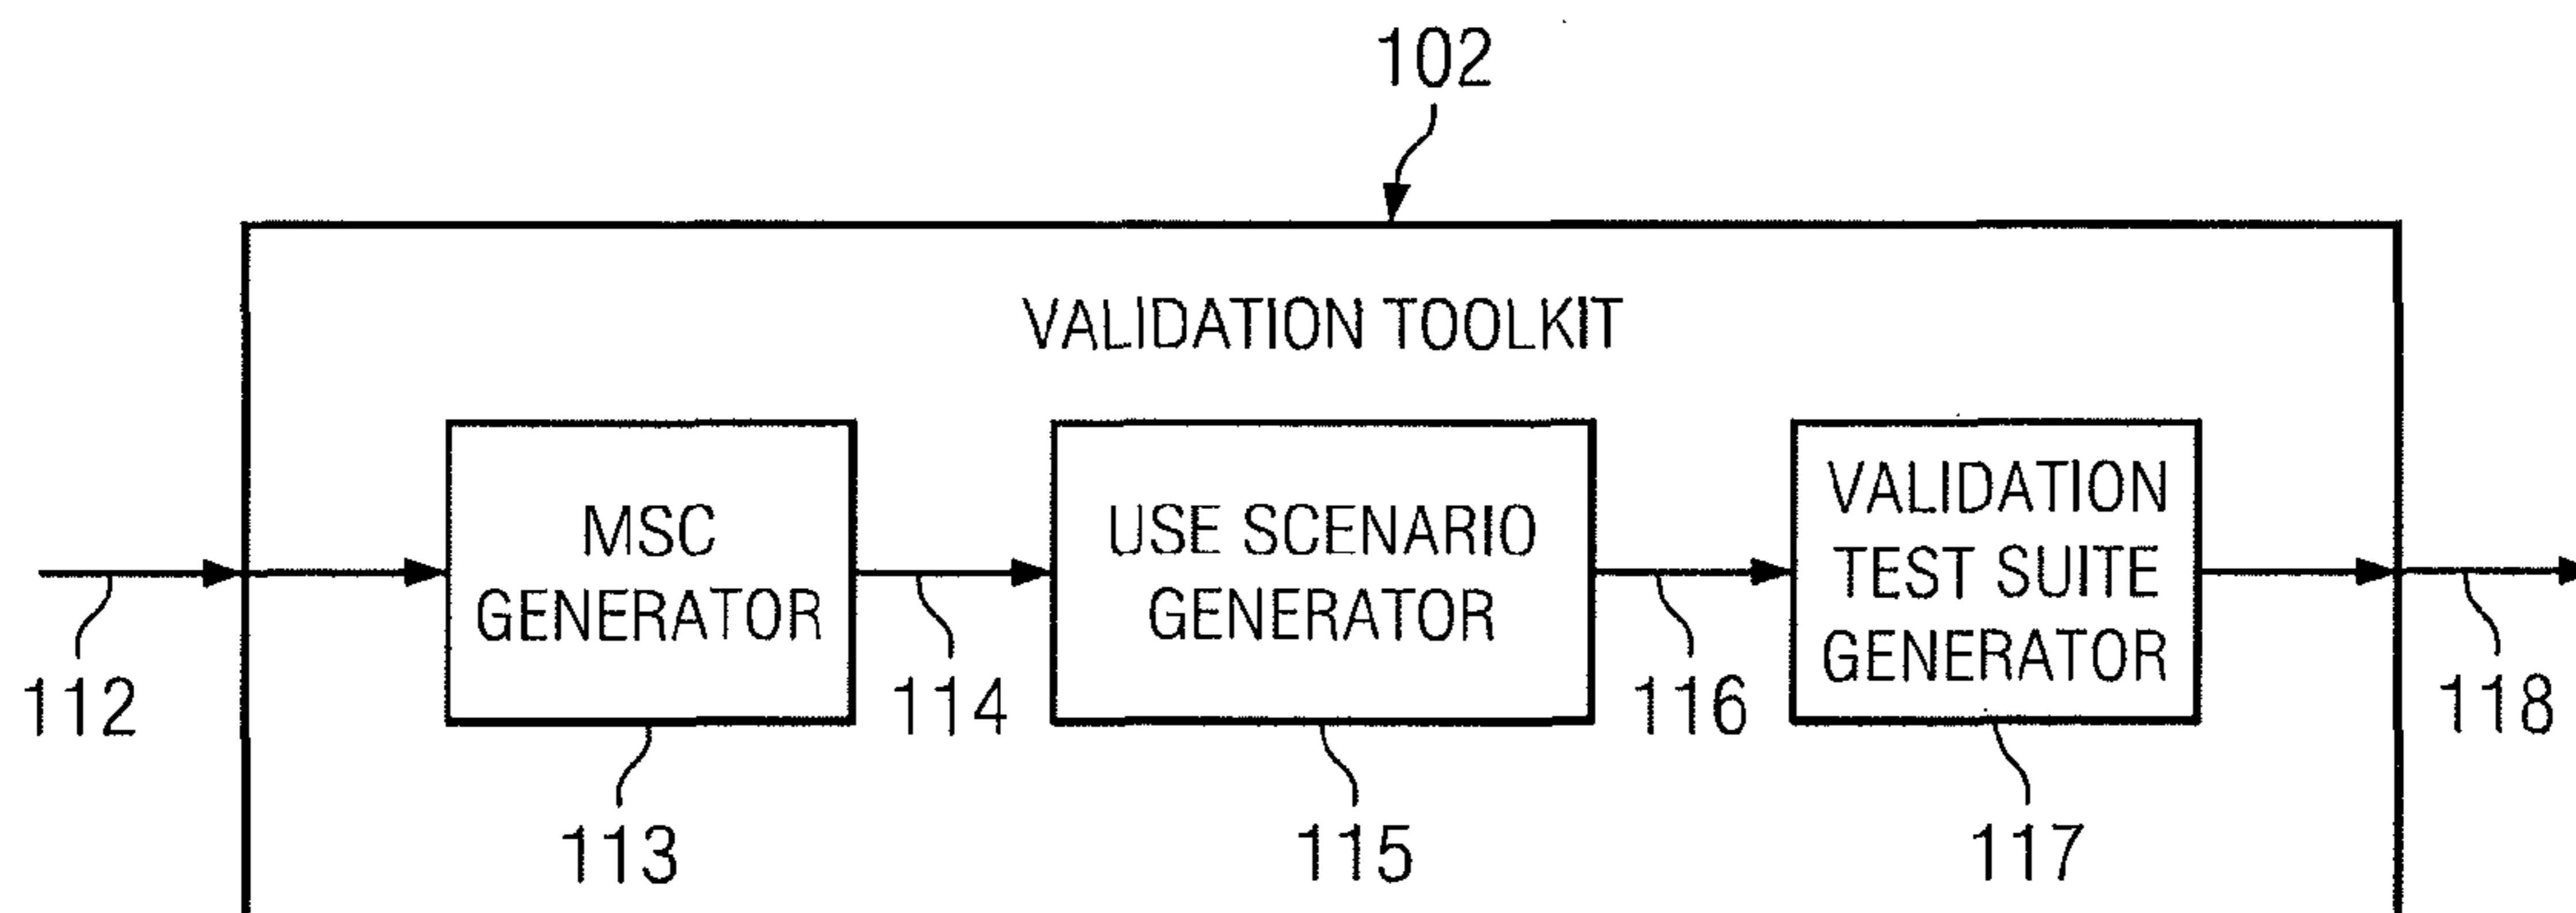 102
VALIDATION TOOLKIT
MSC
GENERATOR
USE SCENARIO
GENERATOR
VALIDATION
TEST SUITE
GENERATOR
112
114
116
118
113
115
117